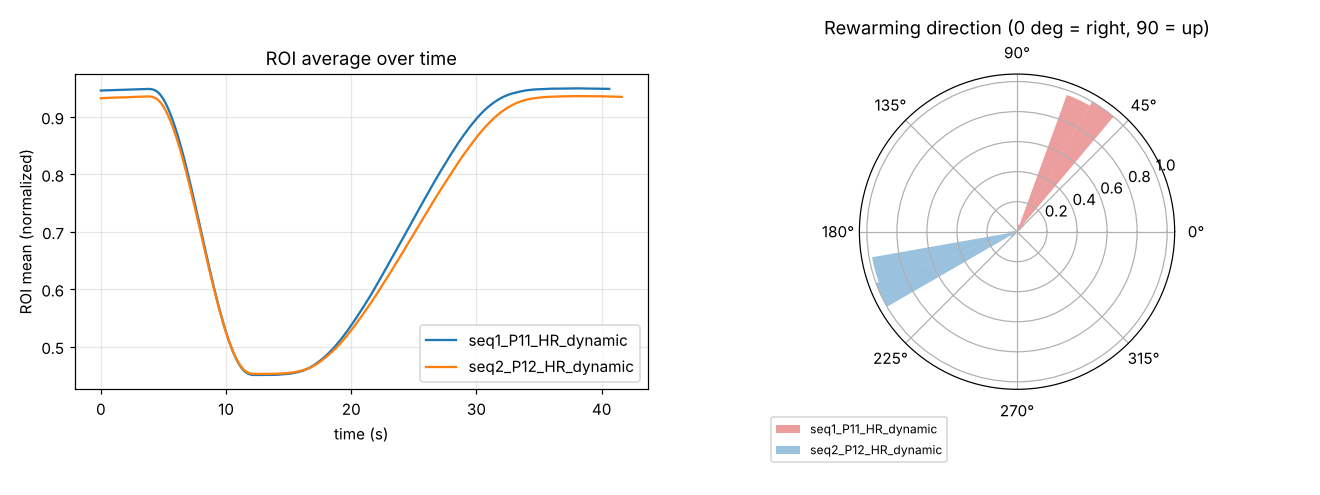 ROI average over time
ROI mean (normalized)
0.9
0.8
0.7
0.6
0.5
0
10
20
30
40
time (s)
seq1_P11_HR_dynamic
seq2_P12_HR_dynamic
Rewarming direction (0 deg = right, 90 = up)
90°
135°
45°
180°
0°
225°
315°
270°
0.2
0.4
0.6
0.8
1.0
seq1_P11_HR_dynamic
seq2_P12_HR_dynamic